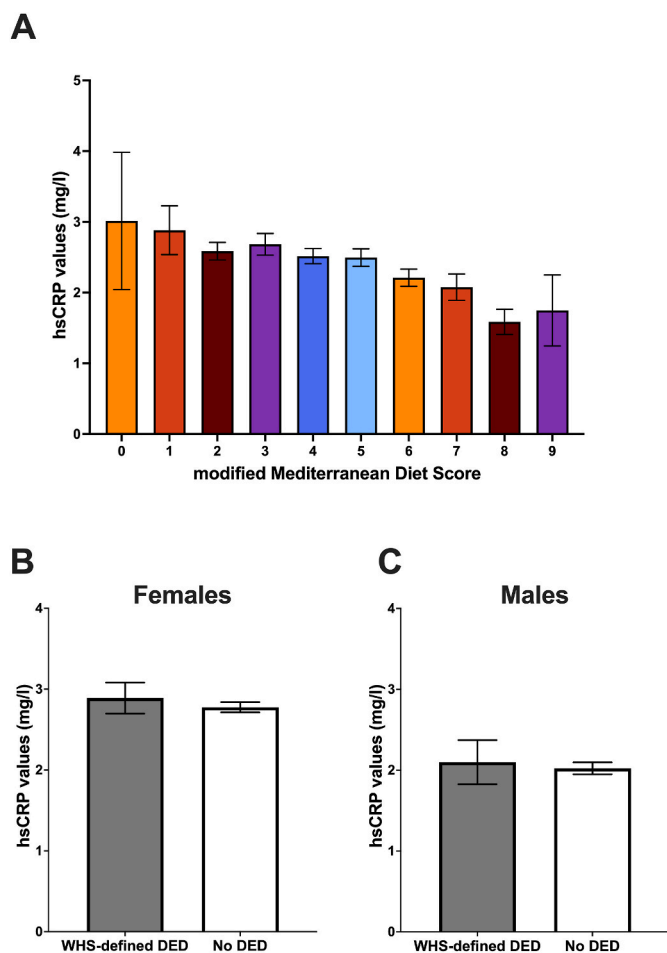 A
hsCRP values (mg/l)
5
4
3
2
1
0
0 1 2 3 4 5 6 7 8 9
modified Mediterranean Diet Score
B
Females
hsCRP values (mg/l)
4
3
2
1
0
WHS-defined DED No DED
C
Males
hsCRP values (mg/l)
4
3
2
1
0
WHS-defined DED No DED